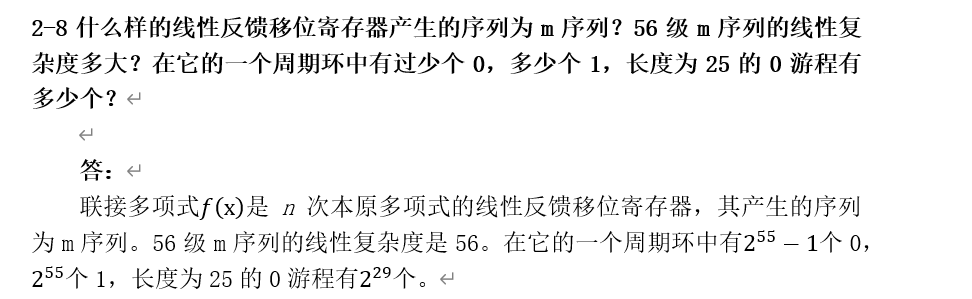 2-8 什么样的线性反馈移位寄存器产生的序列为 m 序列？56 级 m 序列的线性复
杂度多大？在它的一个周期环中有过少个 0，多少个 1，长度为 25 的 0 游程有
多少个？↵
↵
答：↵
联接多项式f(x)是 n 次本原多项式的线性反馈移位寄存器，其产生的序列
为 m 序列。56 级 m 序列的线性复杂度是 56。在它的一个周期环中有2⁵⁵ − 1个 0，
2⁵⁵个 1，长度为 25 的 0 游程有2²⁹个。↵